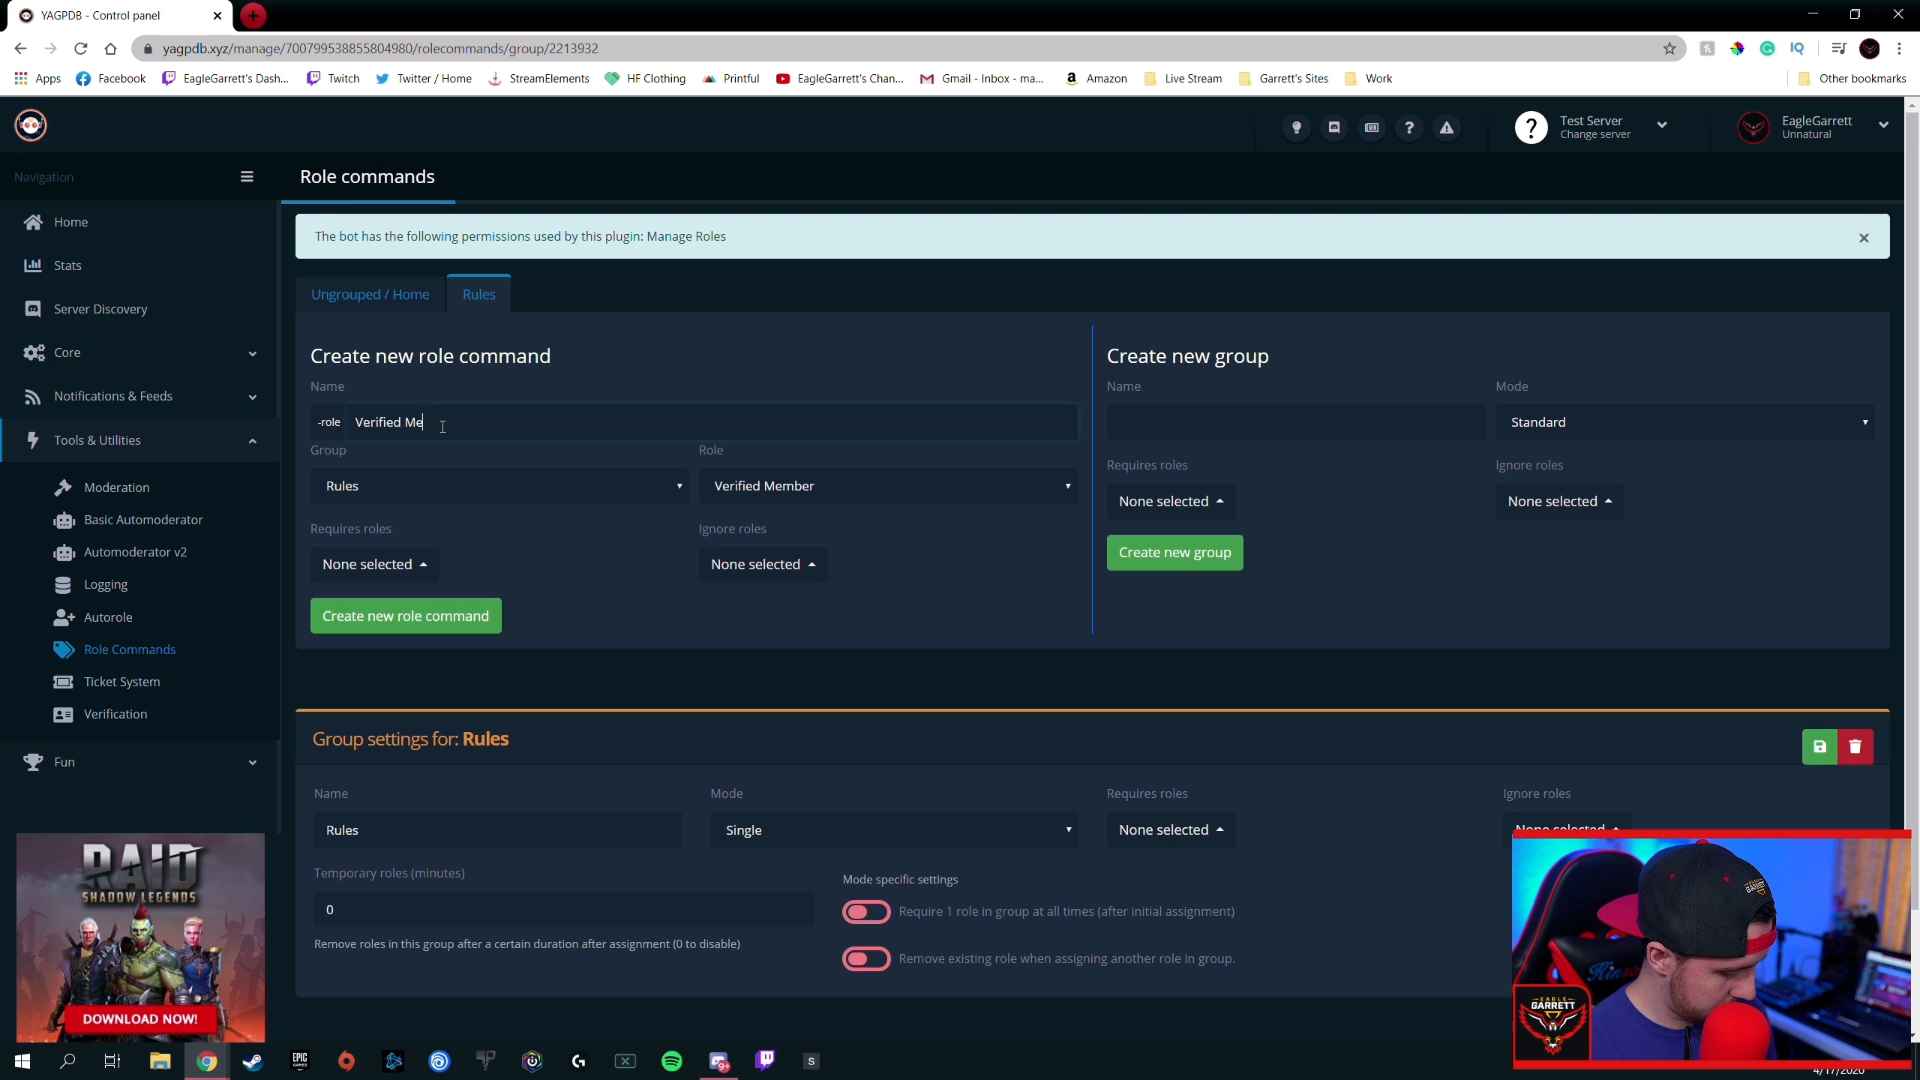 YAGPDB - Control panel
yagpdb.xyz/manage/700799538855804980/rolecommands/group/2213932
Apps
Facebook
EagleGarrett's Dash...
Twitch
Twitter / Home
StreamElements
HF Clothing
Printful
EagleGarrett's Chan...
Gmail - Inbox - ma...
Amazon
Live Stream
Garrett's Sites
Work
Other bookmarks
Test Server
Change server
EagleGarrett
Unnatural
Navigation
Role commands
Home
Stats
Server Discovery
Core
Notifications & Feeds
Tools & Utilities
Moderation
Basic Automoderator
Automoderator v2
Logging
Autorole
Role Commands
Ticket System
Verification
Fun
RAID
SHADOW LEGENDS
DOWNLOAD NOW!
The bot has the following permissions used by this plugin: Manage Roles
Ungrouped / Home
Rules
Create new role command
Name
-role
Verified Me
Group
Role
Rules
Verified Member
Requires roles
Ignore roles
None selected
None selected
Create new role command
Create new group
Name
Mode
Standard
Requires roles
Ignore roles
None selected
None selected
Create new group
Group settings for: Rules
Name
Mode
Requires roles
Ignore roles
Rules
Single
None selected
None selected
Temporary roles (minutes)
0
Remove roles in this group after a certain duration after assignment (0 to disable)
Mode specific settings
Require 1 role in group at all times (after initial assignment)
Remove existing role when assigning another role in group.
EAGLE
GARRETT
EPIC
GAMES
4/17/2020